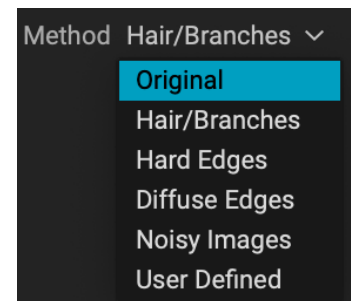 Method Hair/Branches
Original
Hair/Branches
Hard Edges
Diffuse Edges
Noisy Images
User Defined